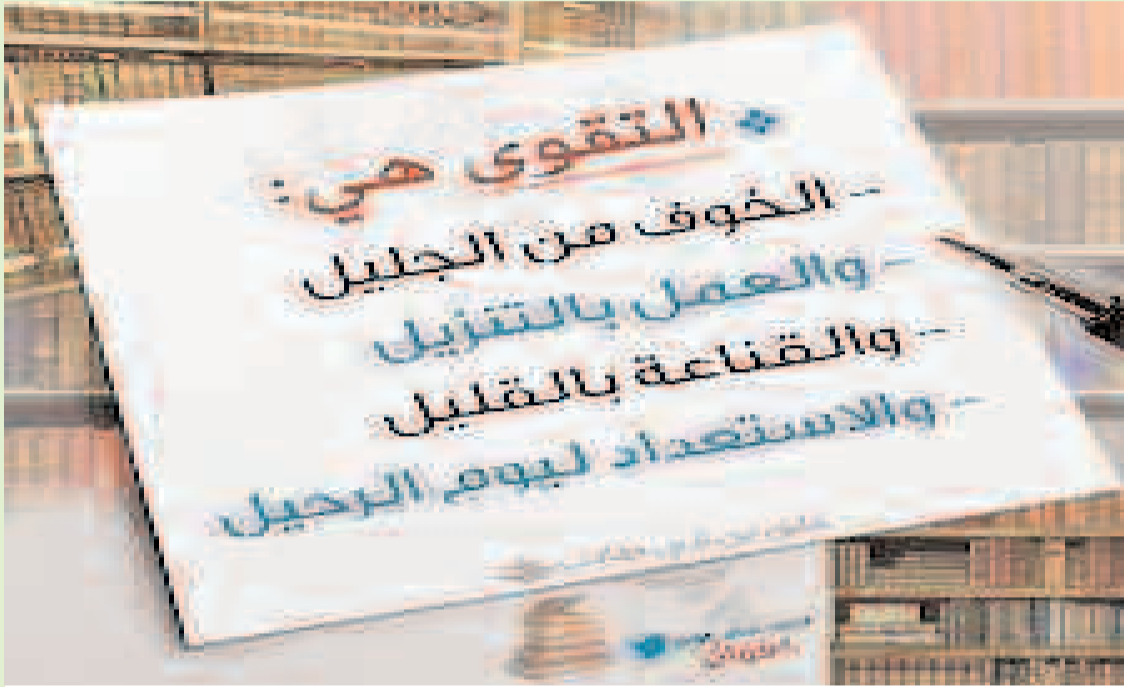 التقوى هي:
- الخوف من الجليل
- والعمل بالتنزيل
- والقناعة بالقليل
- والاستعداد ليوم الرحيل